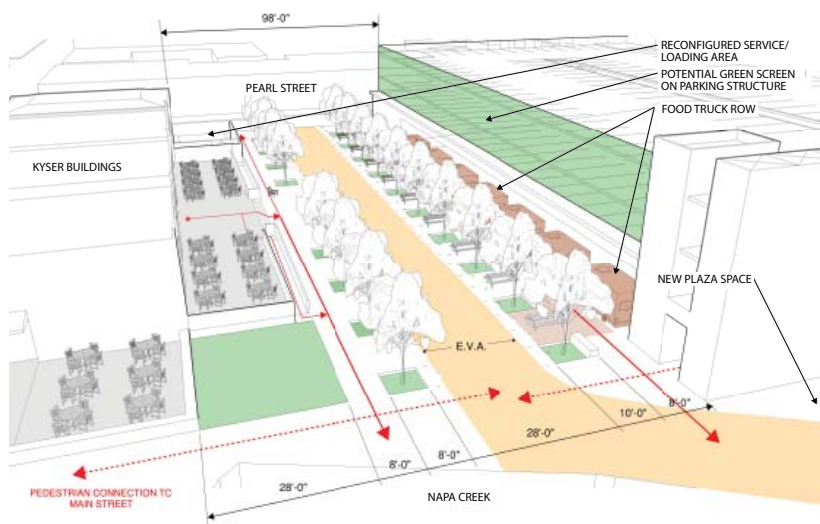 98'-0"
RECONFIGURED SERVICE/
LOADING AREA
POTENTIAL GREEN SCREEN
ON PARKING STRUCTURE
FOOD TRUCK ROW
PEARL STREET
KYSER BUILDINGS
NEW PLAZA SPACE
E.V.A.
8'-0"
10'-0"
28'-0"
8'-0"
8'-0"
28'-0"
PEDESTRIAN CONNECTION TO
MAIN STREET
NAPA CREEK